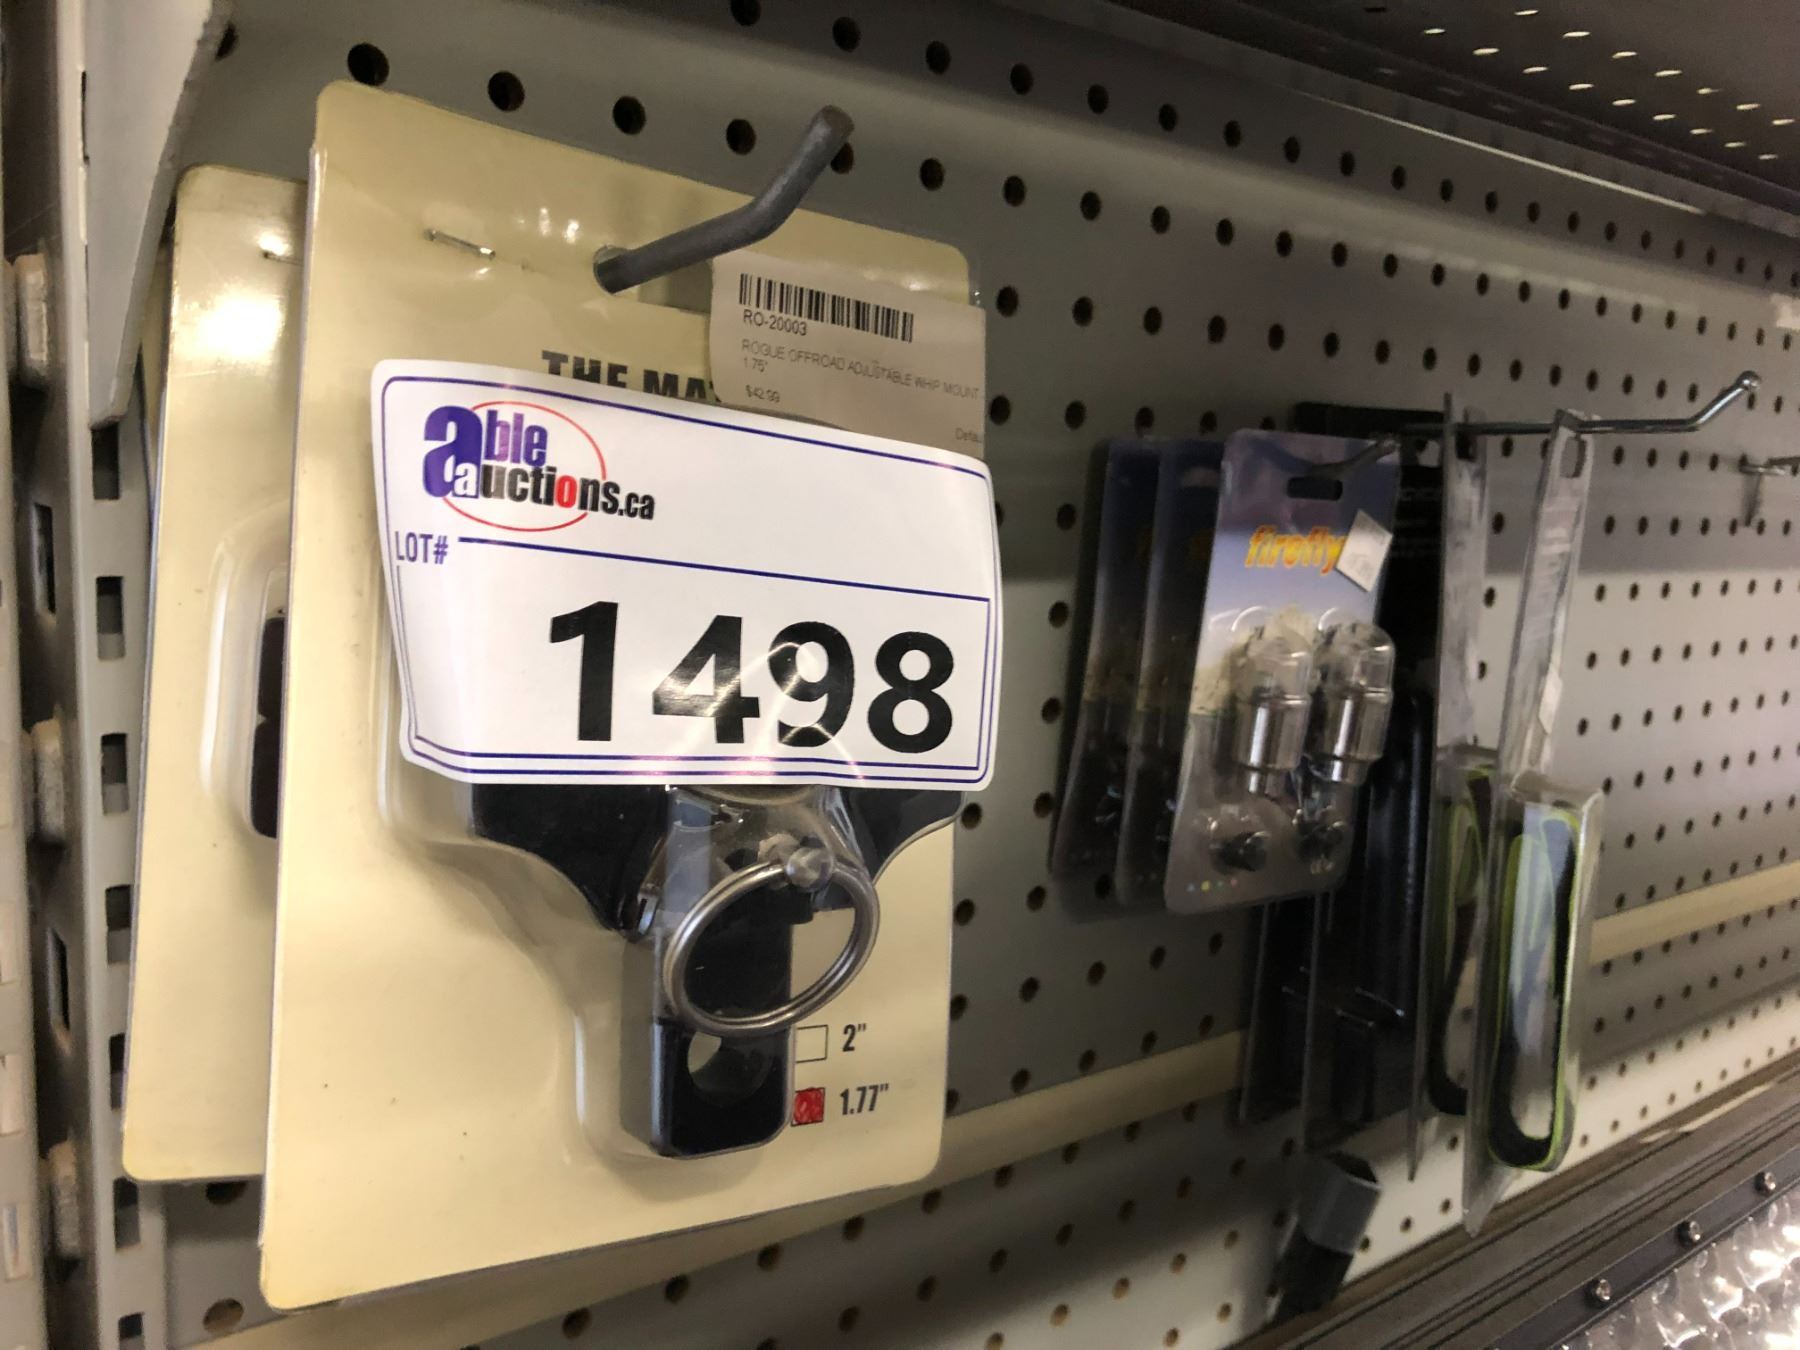 RO-20003
ROGUE OFFROAD ADJUSTABLE WHIP MOUNT
1.75"
$42.99
THE MA
able
auctions.ca
LOT#
1498
firefly
2"
1.77"